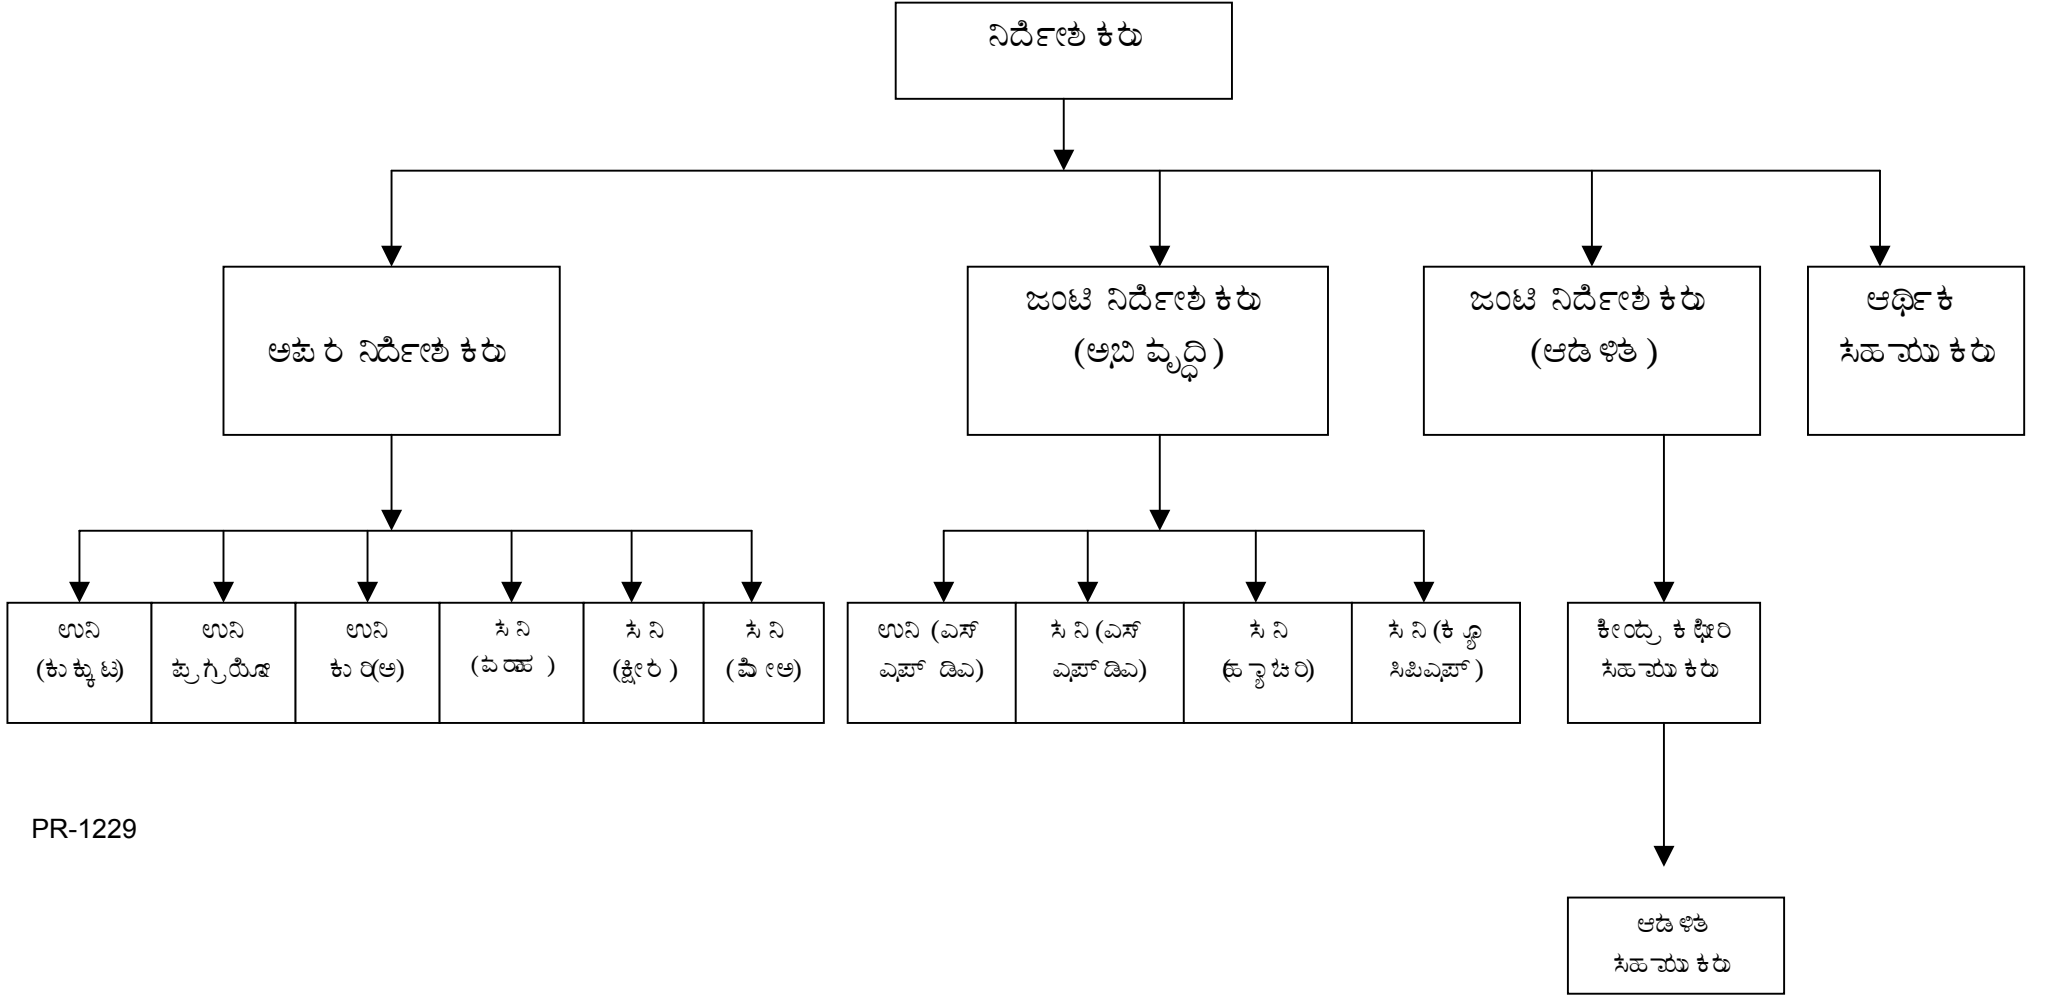 ನಿರ್ದೇಶಕರು
ಅಪರ ನಿರ್ದೇಶಕರು
ಜಂಟಿ ನಿರ್ದೇಶಕರು
(ಅಭಿವೃದ್ಧಿ)
ಜಂಟಿ ನಿರ್ದೇಶಕರು
(ಆಡಳಿತ)
ಆರ್ಥಿಕ
ಸಹಾಯಕರು
ಉನಿ
(ಕುಕ್ಕುಟ)
ಉನಿ
ಪ್ರಗ್ರಯೋ
ಉನಿ
ಕುರಿ(ಅ)
ಸನಿ
(ವರಾಹ)
ಸನಿ
(ಕ್ಷೀರ)
ಸನಿ
(ಮೇಅ)
ಉನಿ (ಎಸ್
ಎಫ್ ಡಿಎ)
ಸನಿ (ಎಸ್
ಎಫ್ ಡಿಎ)
ಸನಿ
(ಹ್ಯಾಚರಿ)
ಸನಿ (ಕ್ಯೂ
ಸಿಪಿಎಫ್)
ಕೇಂದ್ರ ಕಛೇರಿ
ಸಹಾಯಕರು
PR-1229
ಆಡಳಿತ
ಸಹಾಯಕರು